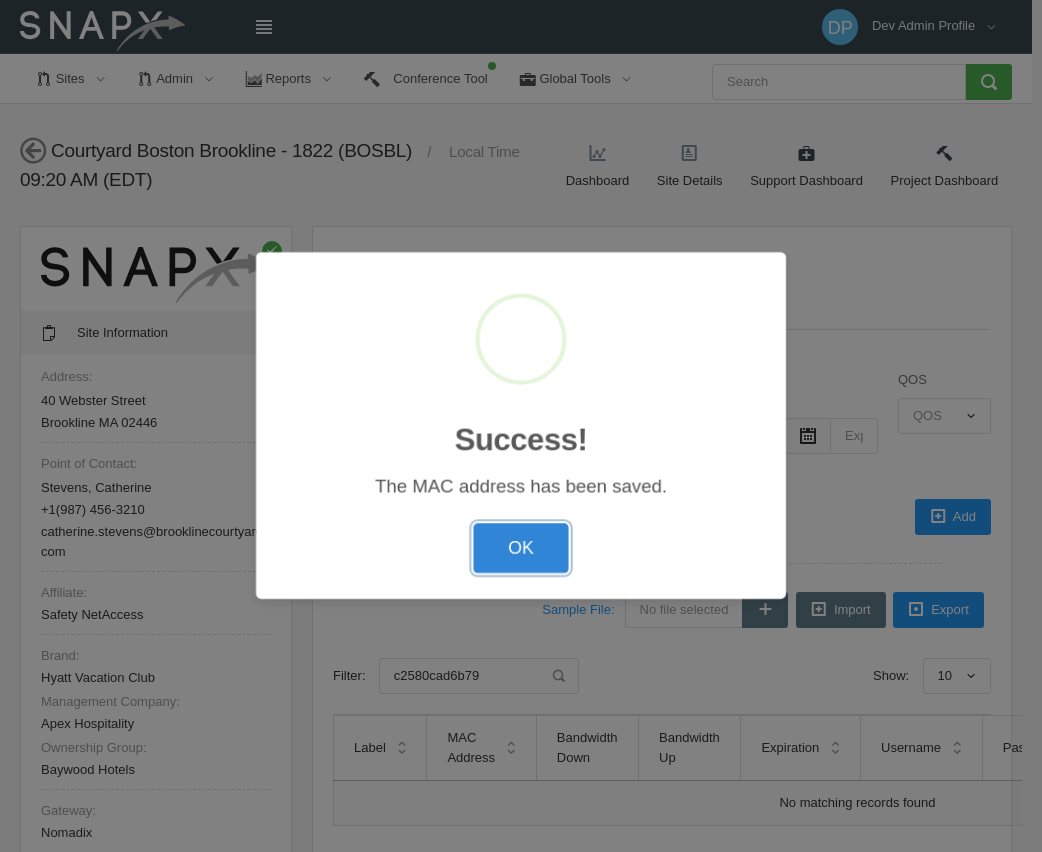 SNAPX
DP
Dev Admin Profile
Sites
Admin
Reports
Conference Tool
Global Tools
Search
Courtyard Boston Brookline - 1822 (BOSBL) / Local Time
09:20 AM (EDT)
Dashboard
Site Details
Support Dashboard
Project Dashboard
SNAPX
Site Information
Address:
40 Webster Street
Brookline MA 02446
Point of Contact:
Stevens, Catherine
+1(987) 456-3210
catherine.stevens@brooklinecourtyar
com
Affiliate:
Safety NetAccess
Brand:
Hyatt Vacation Club
Management Company:
Apex Hospitality
Ownership Group:
Baywood Hotels
Gateway:
Nomadix
Success!
The MAC address has been saved.
OK
QOS
Exp
QOS
Add
Sample File:
No file selected
Import
Export
Filter:
c2580cad6b79
Show:
10
Label
MAC
Address
Bandwidth
Down
Bandwidth
Up
Expiration
Username
Pas
No matching records found